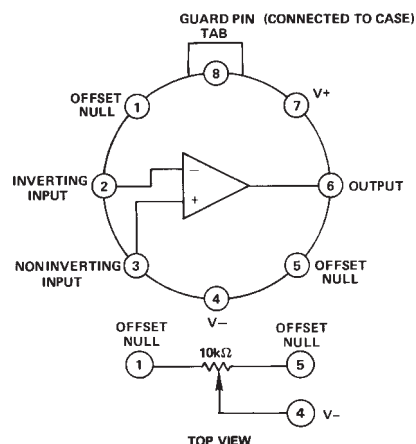 GUARD PIN (CONNECTED TO CASE)
TAB
8
OFFSET
NULL
1
7
V+
INVERTING
INPUT
2
−
+
6
OUTPUT
NONINVERTING
INPUT
3
5
OFFSET
NULL
4
V−
OFFSET
NULL
1
10kΩ
OFFSET
NULL
5
4
V−
TOP VIEW